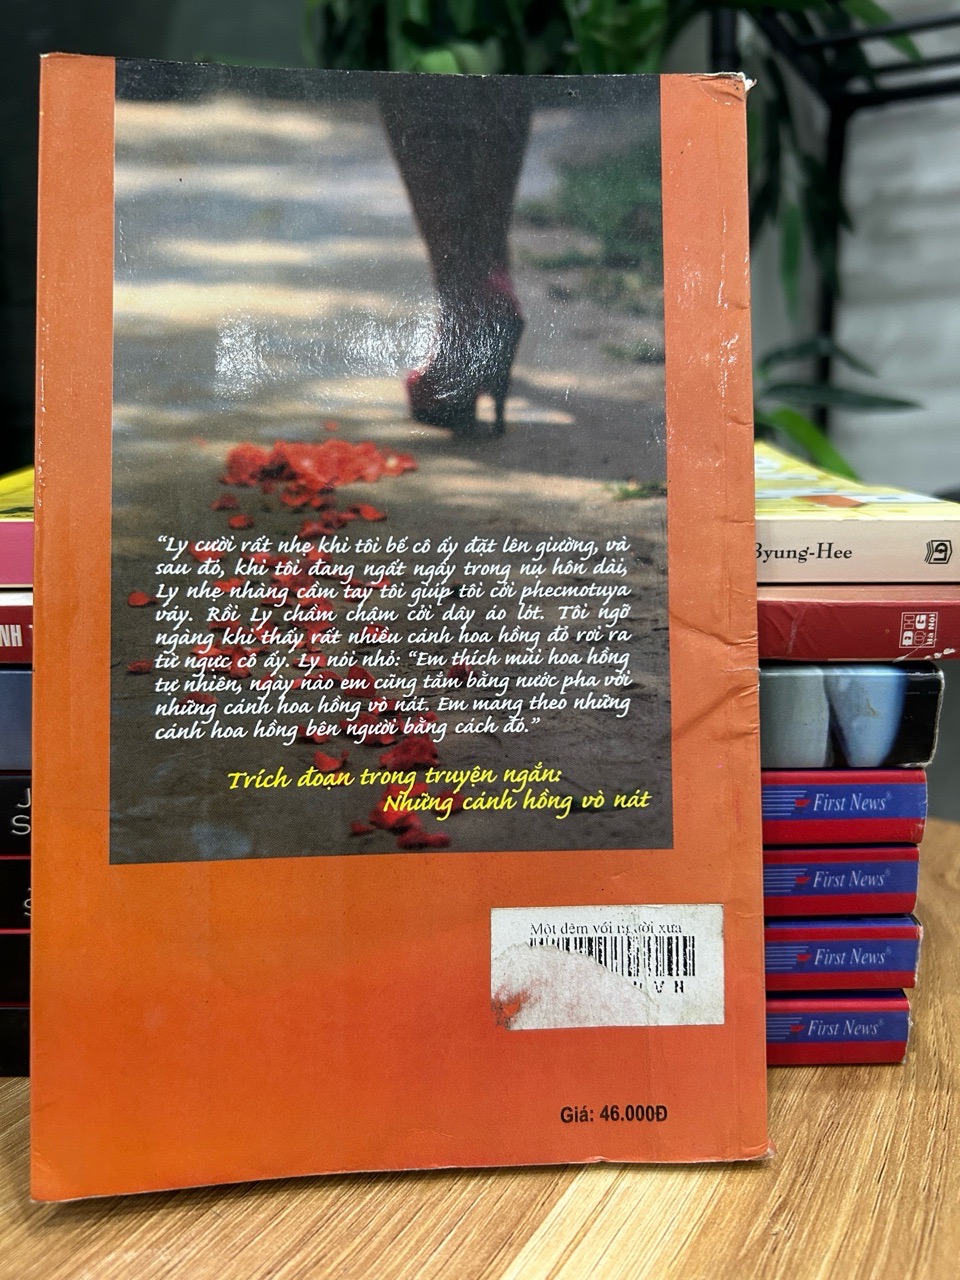 "Ly cười rất nhẹ khi tôi bế cô ấy đặt lên giường, và
sau đó, khi tôi đang ngất ngây trong nụ hôn dài,
Ly nhẹ nhàng cầm tay tôi giúp tôi cởi phecmotuya
váy. Rồi Ly chầm chậm cởi dây áo lót. Tôi ngỡ
ngàng khi thấy rất nhiều cánh hoa hồng đỏ rơi ra
từ ngực cô ấy. Ly nói nhỏ: "Em thích mùi hoa hồng
tự nhiên, ngày nào em cũng tắm bằng nước pha với
những cánh hoa hồng vò nát. Em mang theo những
cánh hoa hồng bên người bằng cách đó."
Trích đoạn trong truyện ngắn:
Những cánh hồng vò nát
Một đêm với người xưa
Giá: 46.000Đ
Byung-Hee
ĐHQG
Hà Nội
First News®
First News®
First News®
First News®